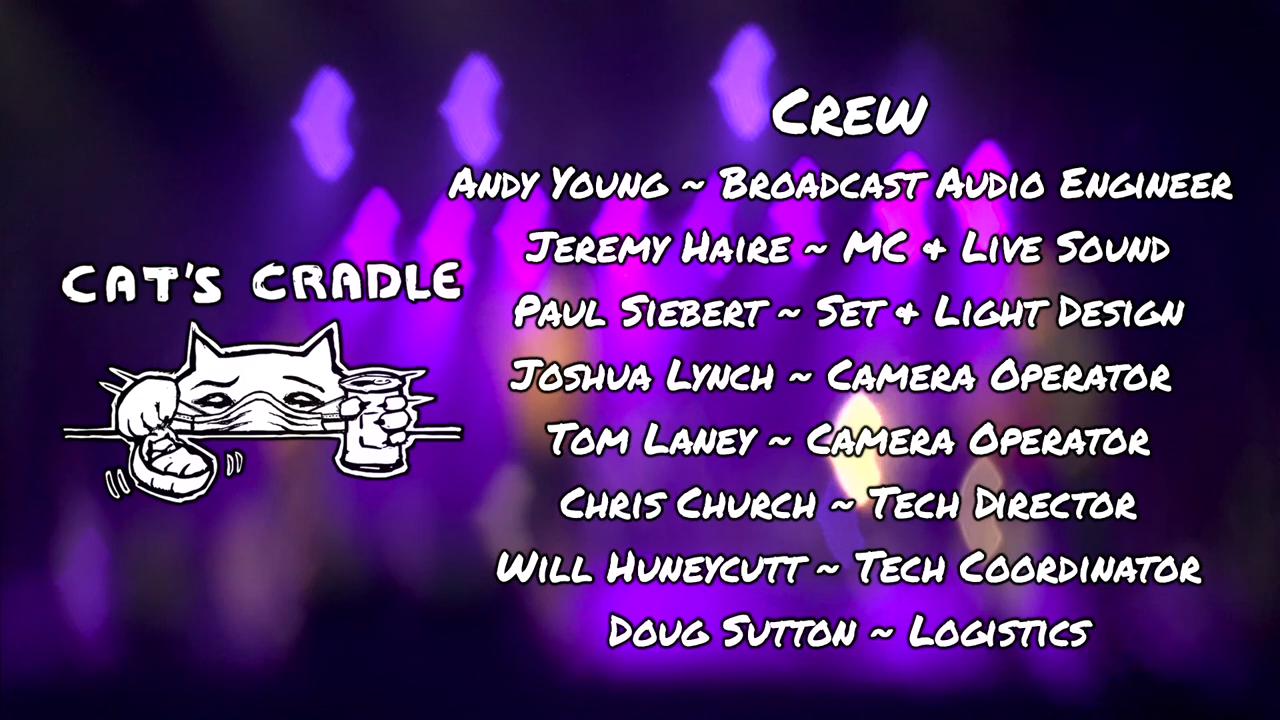 CAT'S CRADLE
CREW
ANDY YOUNG ~ BROADCAST AUDIO ENGINEER
JEREMY HAIRE ~ MC & LIVE SOUND
PAUL SIEBERT ~ SET & LIGHT DESIGN
JOSHUA LYNCH ~ CAMERA OPERATOR
TOM LANEY ~ CAMERA OPERATOR
CHRIS CHURCH ~ TECH DIRECTOR
WILL HUNEYCUTT ~ TECH COORDINATOR
DOUG SUTTON ~ LOGISTICS